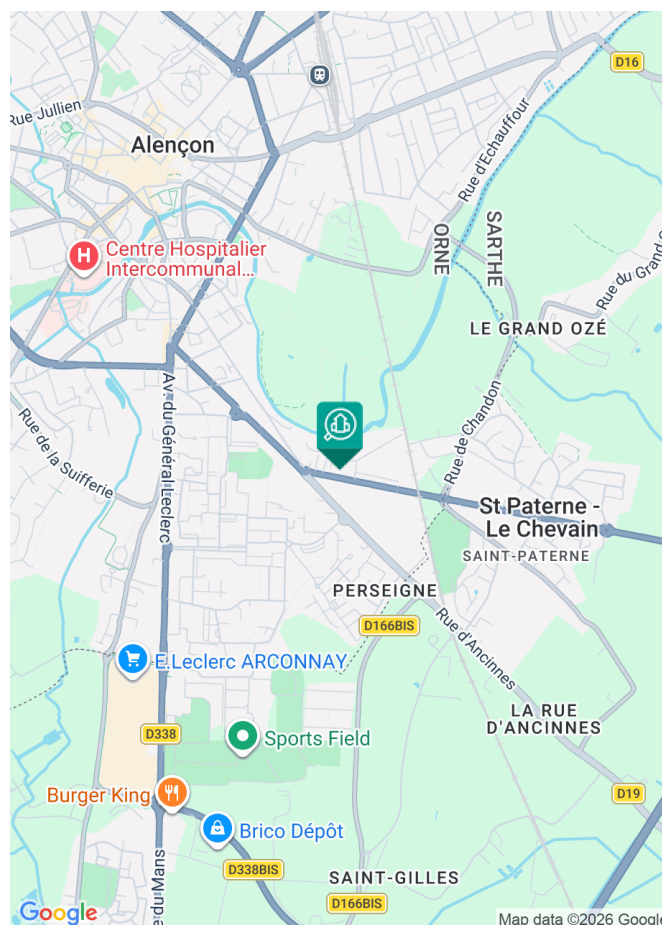 D16
Rue Jullien
Alençon
Rue d'Echauffour
ORNE
SARTHE
H
Centre Hospitalier
Intercommunal...
Rue du Grand
LE GRAND OZÉ
Av. du Général Leclerc
Rue de la Suifferie
Rue de Chandon
St Paterne -
Le Chevain
SAINT-PATERNE
PERSEIGNE
D166BIS
Rue d'Ancinnes
E.Leclerc ARCONNAY
LA RUE
D'ANCINNES
D338
Sports Field
Burger King
D19
Brico Dépôt
D338BIS
SAINT-GILLES
D166BIS
du Mans
Google
Map data ©2026 Google